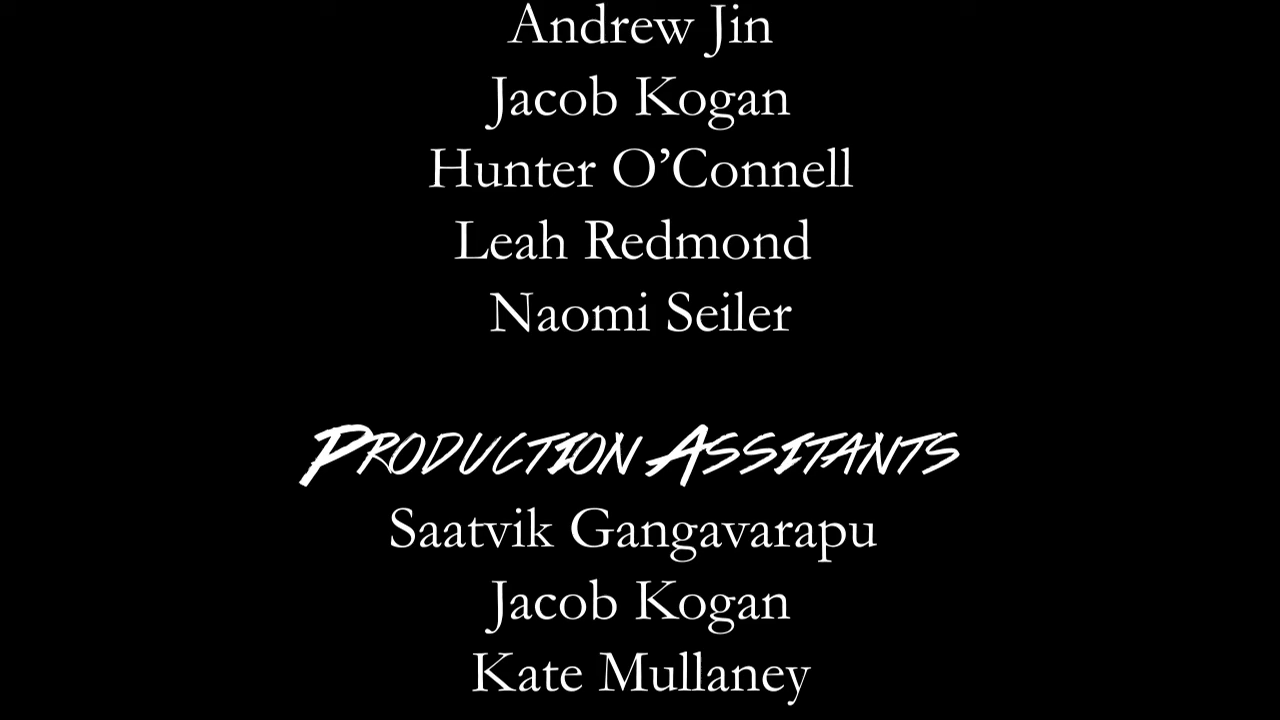 Andrew Jin
Jacob Kogan
Hunter O’Connell
Leah Redmond
Naomi Seiler
Production Assitants
Saatvik Gangavarapu
Jacob Kogan
Kate Mullaney